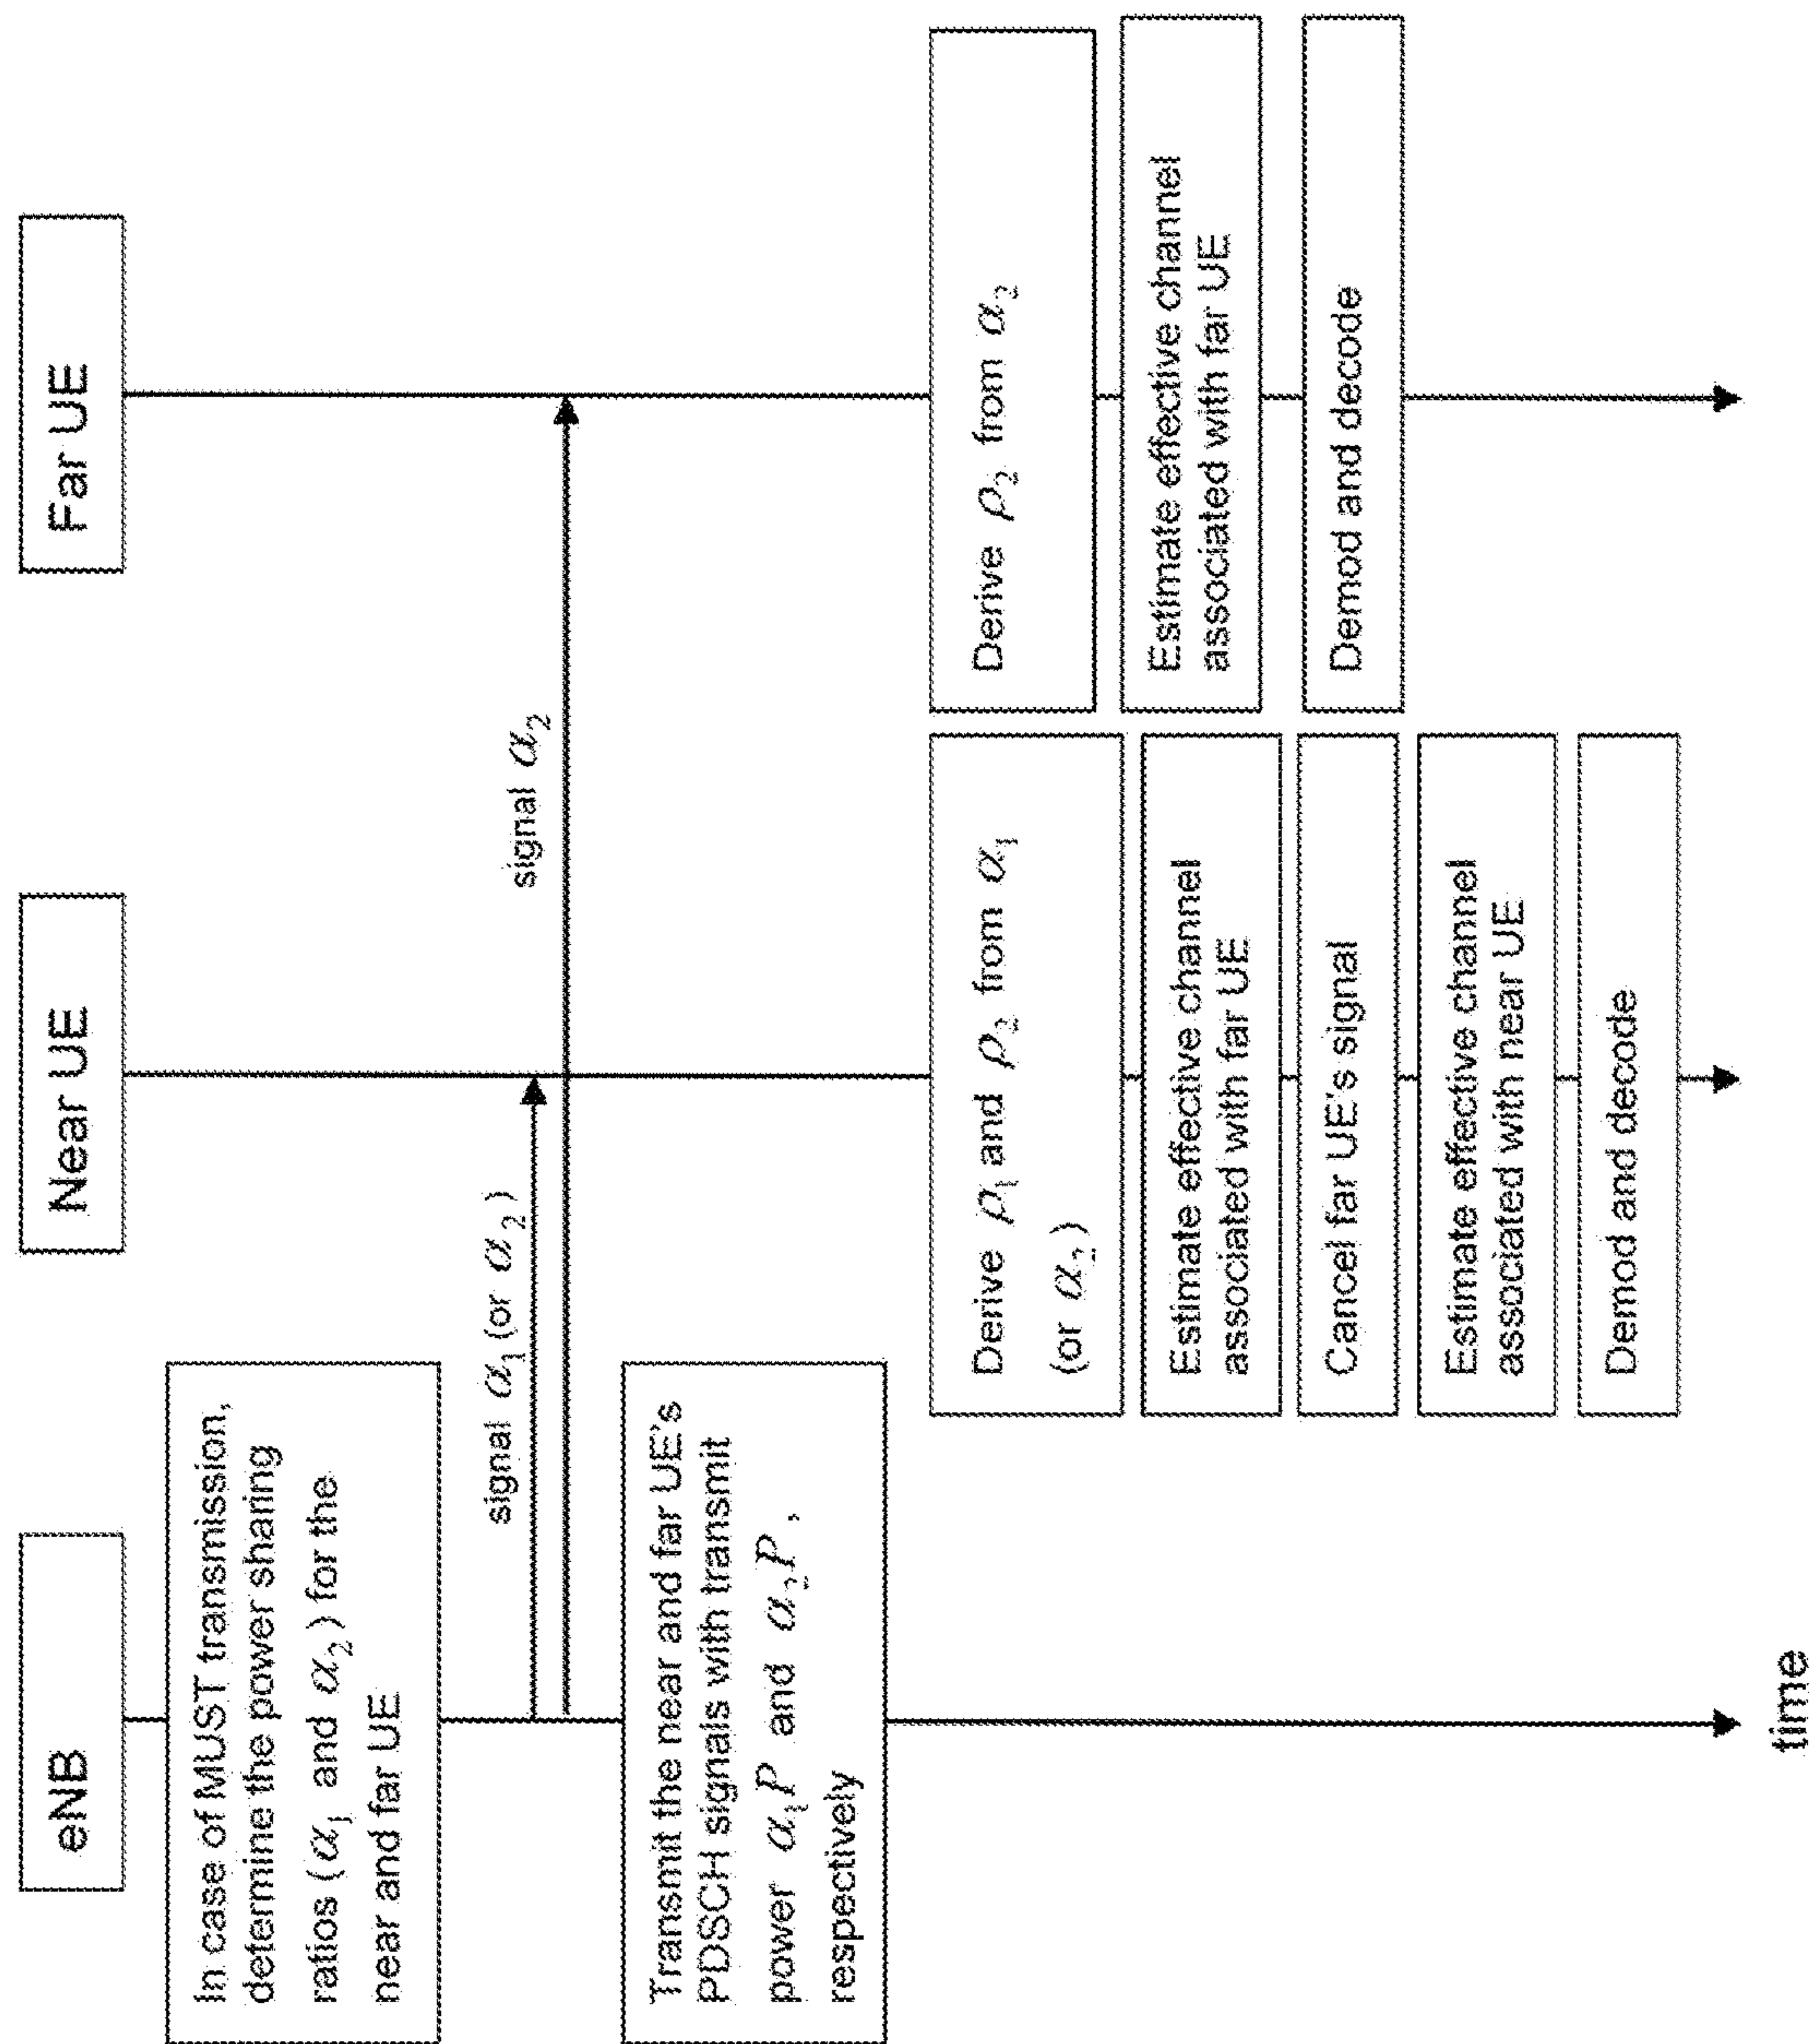 eNB
Near UE
Far UE
In case of MUST transmission,
determine the power sharing
ratios (α₁ and α₂) for the
near and far UE
signal α₁ (or α₂)
signal α₂
Transmit the near and far UE's
PDSCH signals with transmit
power α₁P and α₂P,
respectively
Derive ρ₁ and ρ₂ from α₁
(or α₂)
Estimate effective channel
associated with far UE
Cancel far UE's signal
Estimate effective channel
associated with near UE
Demod and decode
Derive ρ₂ from α₂
Estimate effective channel
associated with far UE
Demod and decode
time